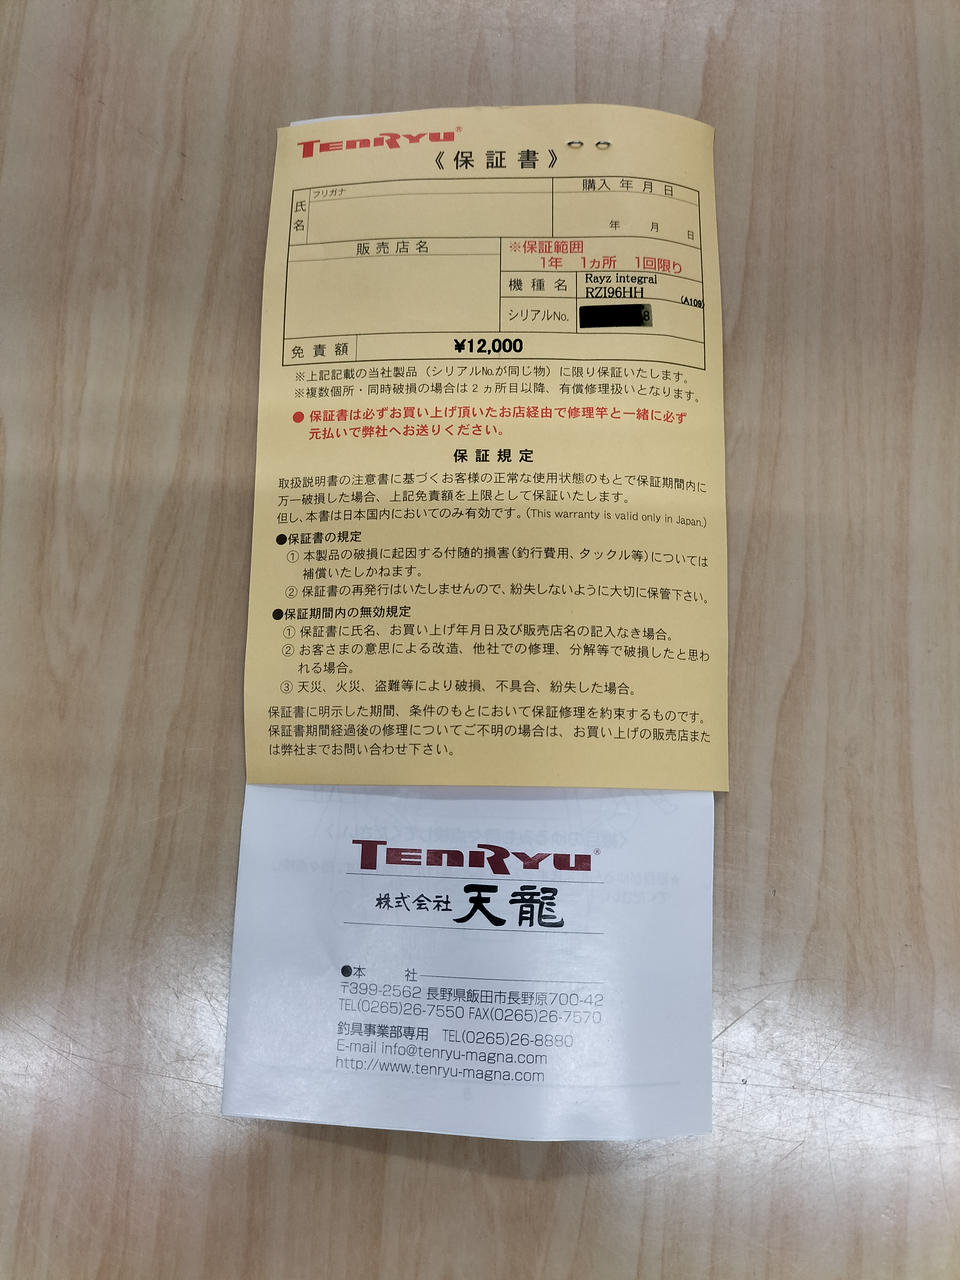 TENRYU®
《保証書》
フリガナ
氏名
購入年月日
年 月 日
販売店名
※保証範囲
1年 1ヵ所 1回限り
機種名
Rayz integral
RZI96HH
(A109)
シリアルNo.
8
免責額
¥12,000
※上記記載の当社製品（シリアルNo.が同じ物）に限り保証いたします。
※複数個所・同時破損の場合は2ヵ所目以降、有償修理扱いとなります。
●保証書は必ずお買い上げ頂いたお店経由で修理竿と一緒に必ず
元払いで弊社へお送りください。
保証規定
取扱説明書の注意書に基づくお客様の正常な使用状態のもとで保証期間内に
万一破損した場合、上記免責額を上限として保証いたします。
但し、本書は日本国内においてのみ有効です。(This warranty is valid only in Japan.)
●保証書の規定
① 本製品の破損に起因する付随的損害(釣行費用、タックル等)については
補償いたしかねます。
② 保証書の再発行はいたしませんので、紛失しないように大切に保管下さい。
●保証期間内の無効規定
① 保証書に氏名、お買い上げ年月日及び販売店名の記入なき場合。
② お客さまの意思による改造、他社での修理、分解等で破損したと思わ
れる場合。
③ 天災、火災、盗難等により破損、不具合、紛失した場合。
保証書に明示した期間、条件のもとにおいて保証修理を約束するものです。
保証書期間経過後の修理についてご不明の場合は、お買い上げの販売店また
は弊社までお問い合わせ下さい。
TENRYU®
株式会社 天龍
●本 社
〒399-2562 長野県飯田市長野原700-42
TEL(0265)26-7550 FAX(0265)26-7570
釣具事業部専用 TEL(0265)26-8880
E-mail info@tenryu-magna.com
http://www.tenryu-magna.com